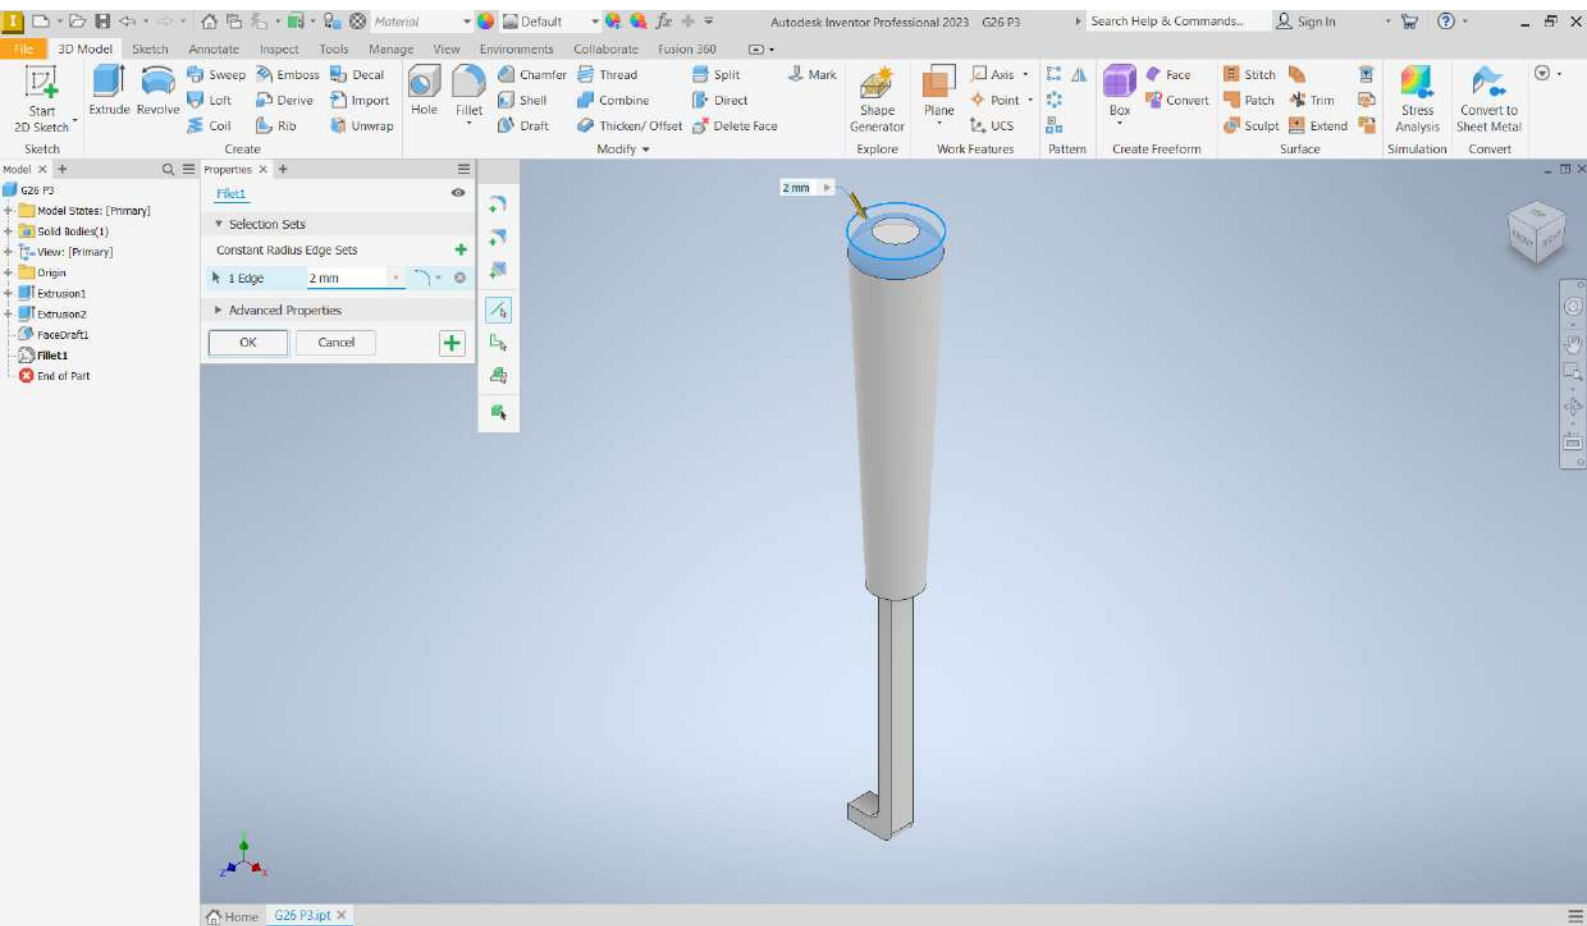 Material
Default
fx
Autodesk Inventor Professional 2023 G26 P3
Search Help & Commands...
Sign In
File 3D Model Sketch Annotate Inspect Tools Manage View Environments Collaborate Fusion 360
Start
2D Sketch
Extrude Revolve
Sweep Emboss Decal
Loft Derive Import
Coil Rib Unwrap
Hole Fillet
Chamfer Thread Split Mark
Shell Combine Direct
Draft Thicken/ Offset Delete Face
Shape
Generator
Plane
Axis
Point
UCS
Box
Face
Convert
Stitch
Patch Trim
Sculpt Extend
Stress
Analysis
Convert to
Sheet Metal
Sketch Create Modify Explore Work Features Pattern Create Freeform Surface Simulation Convert
Model
G26 P3
Model States: [Primary]
Solid Bodies(1)
View: [Primary]
Origin
Extrusion1
Extrusion2
FaceDraft1
Fillet1
End of Part
Properties
Fillet1
Selection Sets
Constant Radius Edge Sets
1 Edge 2 mm
Advanced Properties
OK Cancel
2 mm
Home G26 P3.ipt